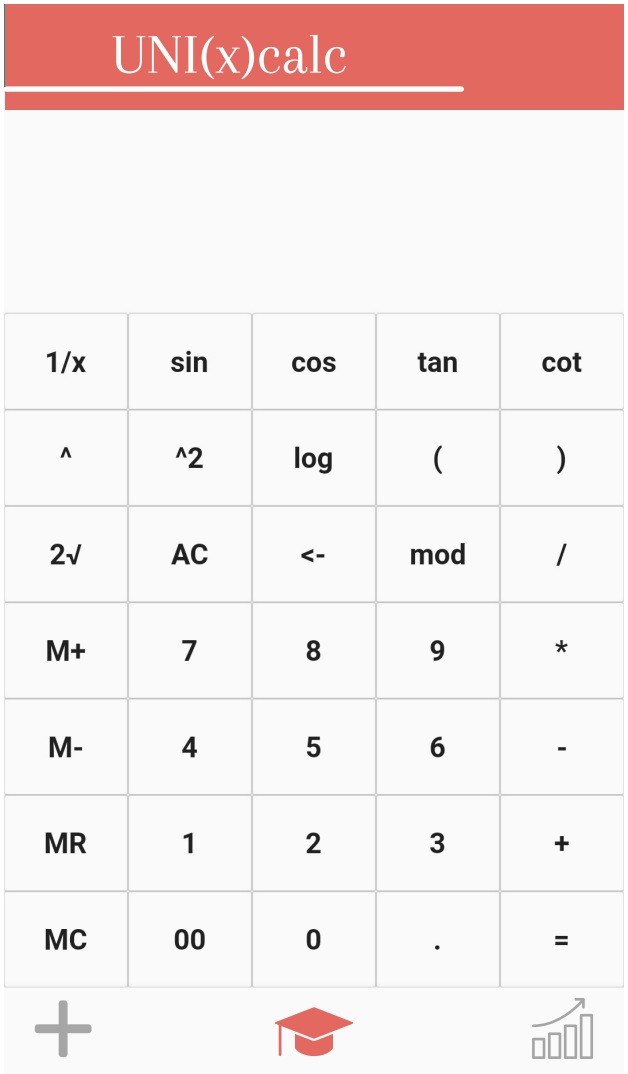 UNI(x)calc
1/x sin cos tan cot
^ ^2 log ( )
2√ AC <- mod /
M+ 7 8 9 *
M- 4 5 6 -
MR 1 2 3 +
MC 00 0 . =